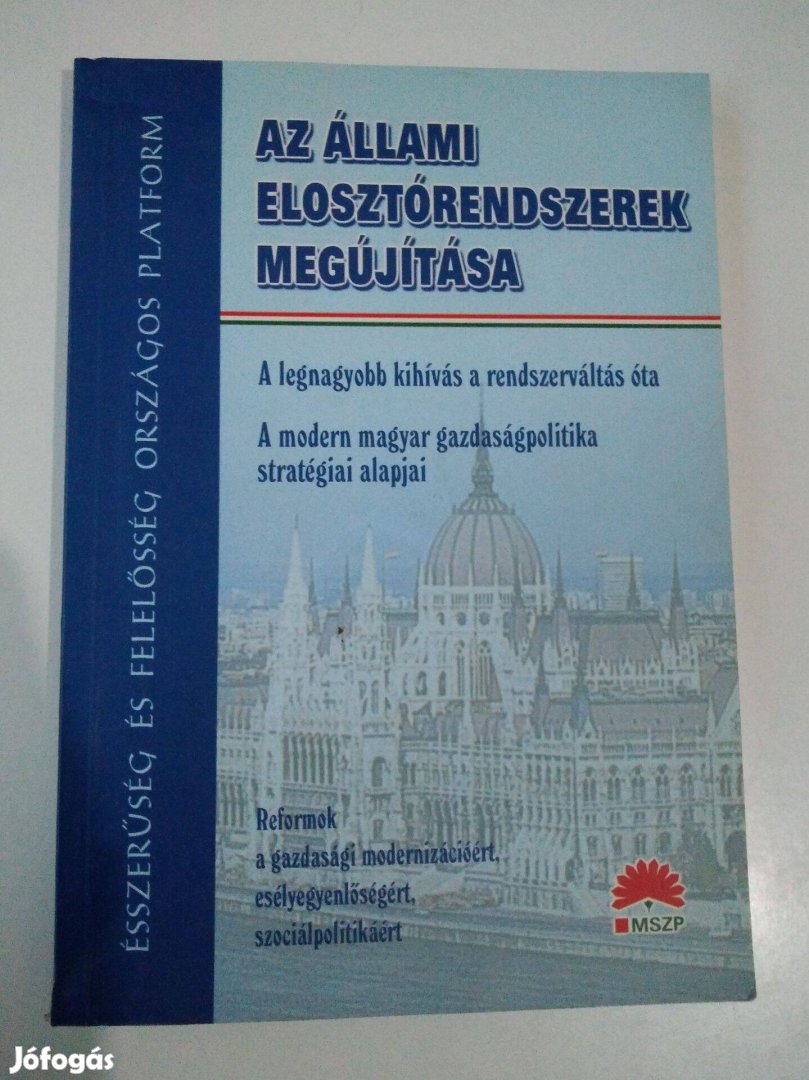 ÉSSZERŰSÉG ÉS FELELŐSSÉG ORSZÁGOS PLATFORM
AZ ÁLLAMI
ELOSZTÓRENDSZEREK
MEGÚJÍTÁSA
A legnagyobb kihívás a rendszerváltás óta
A modern magyar gazdaságpolitika
stratégiai alapjai
Reformok
a gazdasági modernizációért,
esélyegyenlőségért,
szociálpolitikáért
MSZP
Jófogás